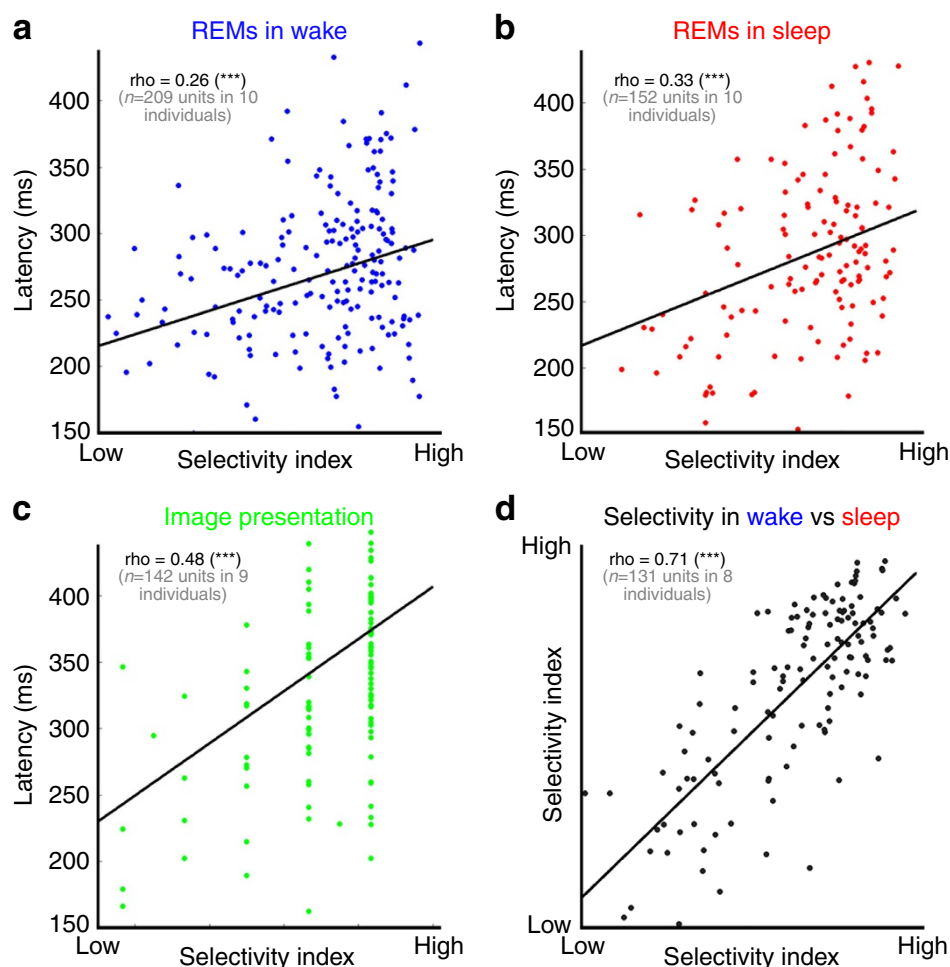 a
REMs in wake
rho = 0.26 (***)
(n=209 units in 10
individuals)
Latency (ms)
400
350
300
250
200
150
Low
Selectivity index
High
b
REMs in sleep
rho = 0.33 (***)
(n=152 units in 10
individuals)
Latency (ms)
400
350
300
250
200
150
Low
Selectivity index
High
c
Image presentation
rho = 0.48 (***)
(n=142 units in 9
individuals)
Latency (ms)
400
350
300
250
200
150
Low
Selectivity index
High
d
Selectivity in wake vs sleep
High
rho = 0.71 (***)
(n=131 units in 8
individuals)
Selectivity index
Low
Low
Selectivity index
High